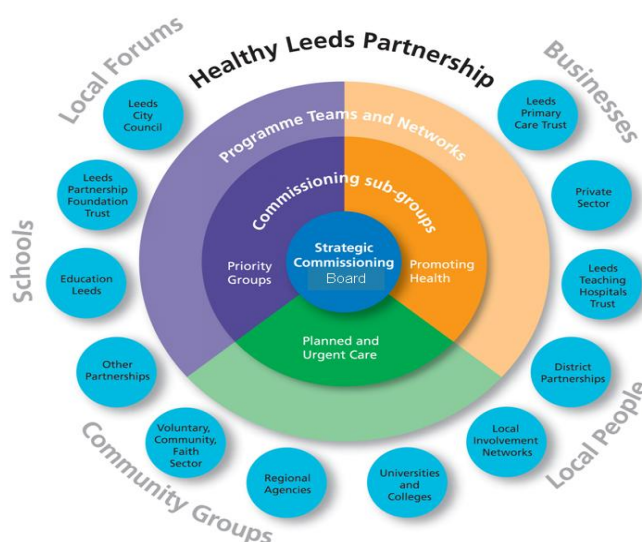 Healthy Leeds Partnership
Local Forums
Businesses
Schools
Local People
Community Groups
Programme Teams and Networks
Commissioning sub-groups
Strategic
Commissioning
Board
Priority
Groups
Promoting
Health
Planned and
Urgent Care
Leeds
City
Council
Leeds
Primary
Care Trust
Leeds
Partnership
Foundation
Trust
Private
Sector
Education
Leeds
Leeds
Teaching
Hospitals
Trust
Other
Partnerships
District
Partnerships
Voluntary,
Community,
Faith
Sector
Local
Involvement
Networks
Regional
Agencies
Universities
and
Colleges